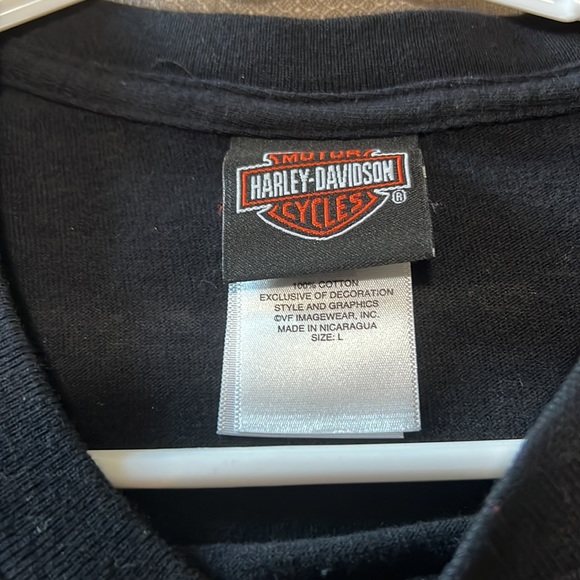 MOTOR
HARLEY-DAVIDSON
CYCLES
®
100% COTTON
EXCLUSIVE OF DECORATION
STYLE AND GRAPHICS
©VF IMAGEWEAR, INC.
MADE IN NICARAGUA
SIZE: L